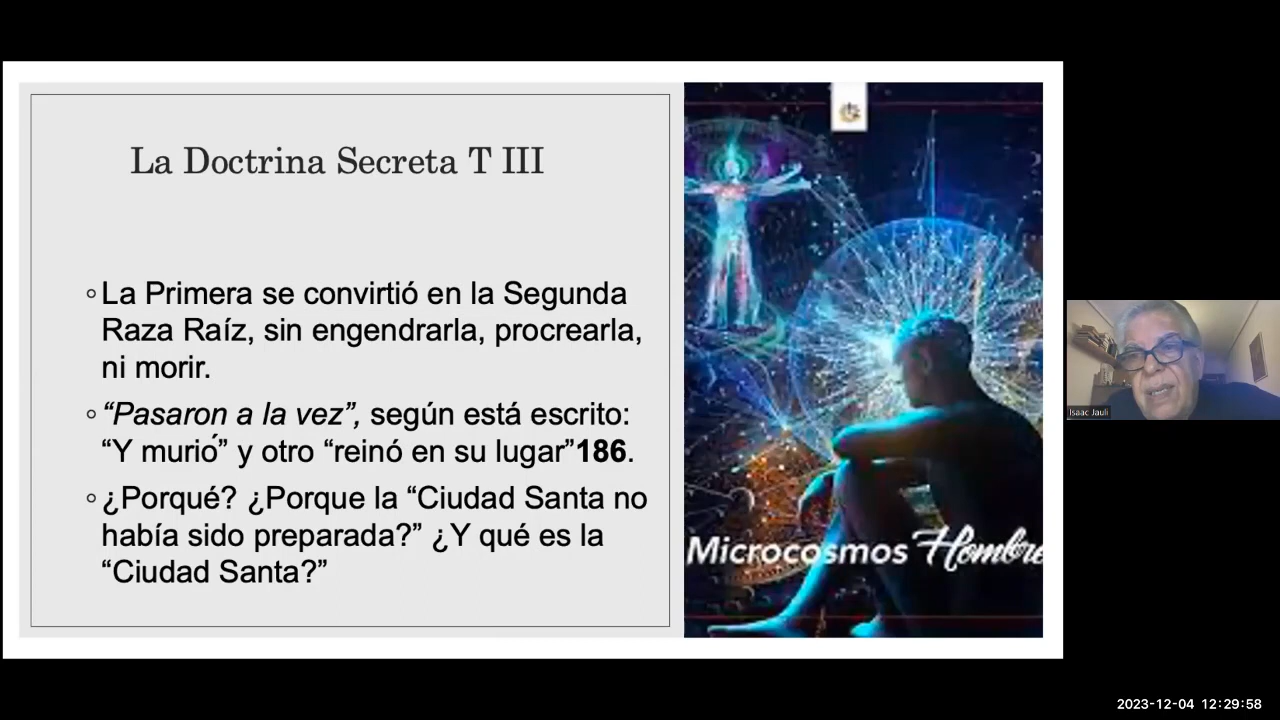 La Doctrina Secreta T III
◦La Primera se convirtió en la Segunda
Raza Raíz, sin engendrarla, procrearla,
ni morir.
◦“Pasaron a la vez”, según está escrito:
“Y murió” y otro “reinó en su lugar”186.
◦¿Porqué? ¿Porque la “Ciudad Santa no
había sido preparada?” ¿Y qué es la
“Ciudad Santa?”
Microcosmos Hombre
Isaac Jauli
2023-12-04 12:29:58